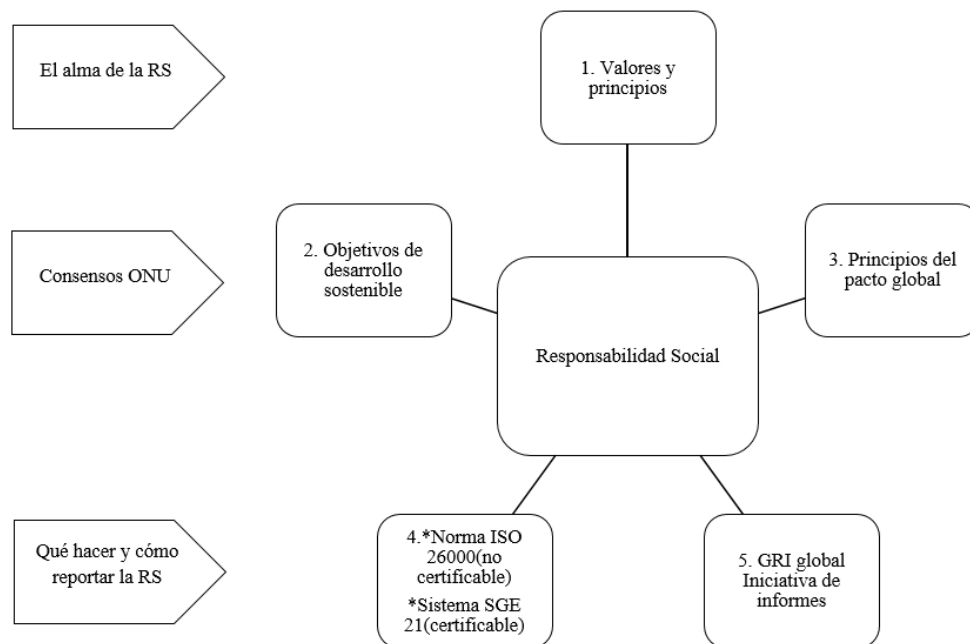 El alma de la RS
1. Valores y
principios
Consensos ONU
2. Objetivos de
desarrollo
sostenible
3. Principios del
pacto global
Responsabilidad Social
Qué hacer y cómo
reportar la RS
4.*Norma ISO
26000(no
certificable)
*Sistema SGE
21(certificable)
5. GRI global
Iniciativa de
informes